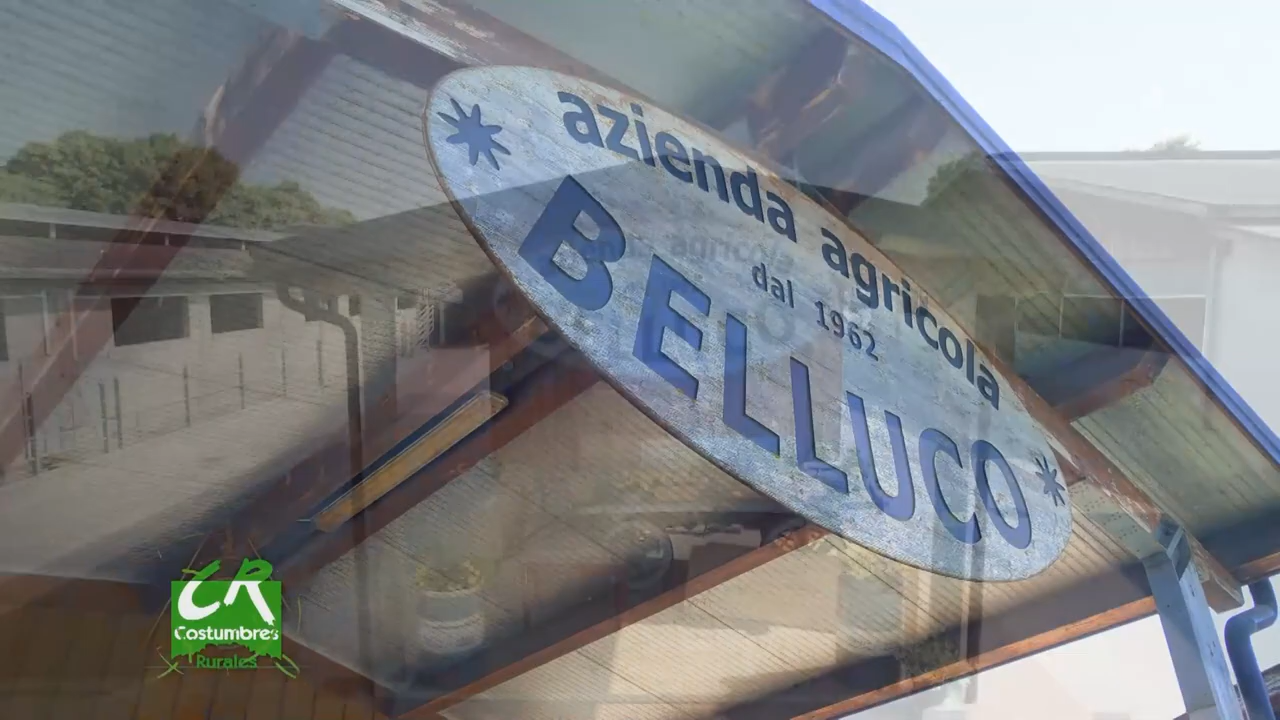 azienda agricola
dal 1962
BELLUCO
CR
Costumbres
Rurales